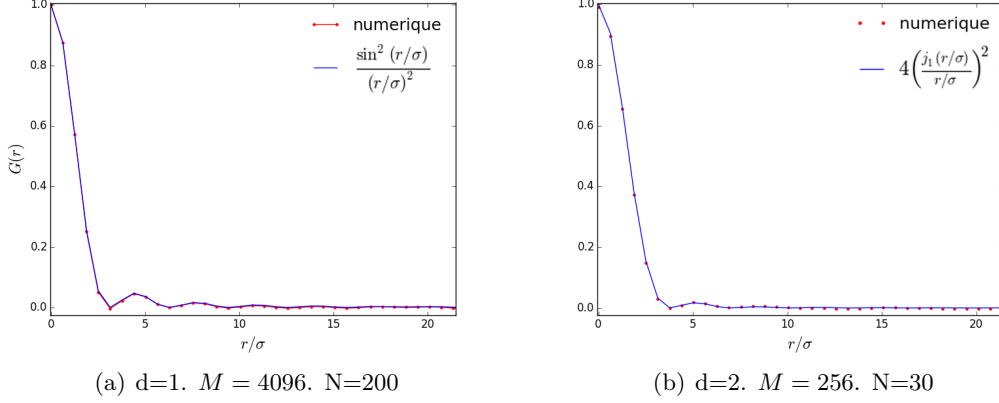 1.0
0.8
0.6
0.4
0.2
0.0
G(r)
0 5 10 15 20
r/σ
numerique
sin² (r/σ)
(r/σ)²
(a) d=1. M = 4096. N=200
1.0
0.8
0.6
0.4
0.2
0.0
0 5 10 15 20
r/σ
numerique
4(j₁(r/σ)/r/σ)²
(b) d=2. M = 256. N=30